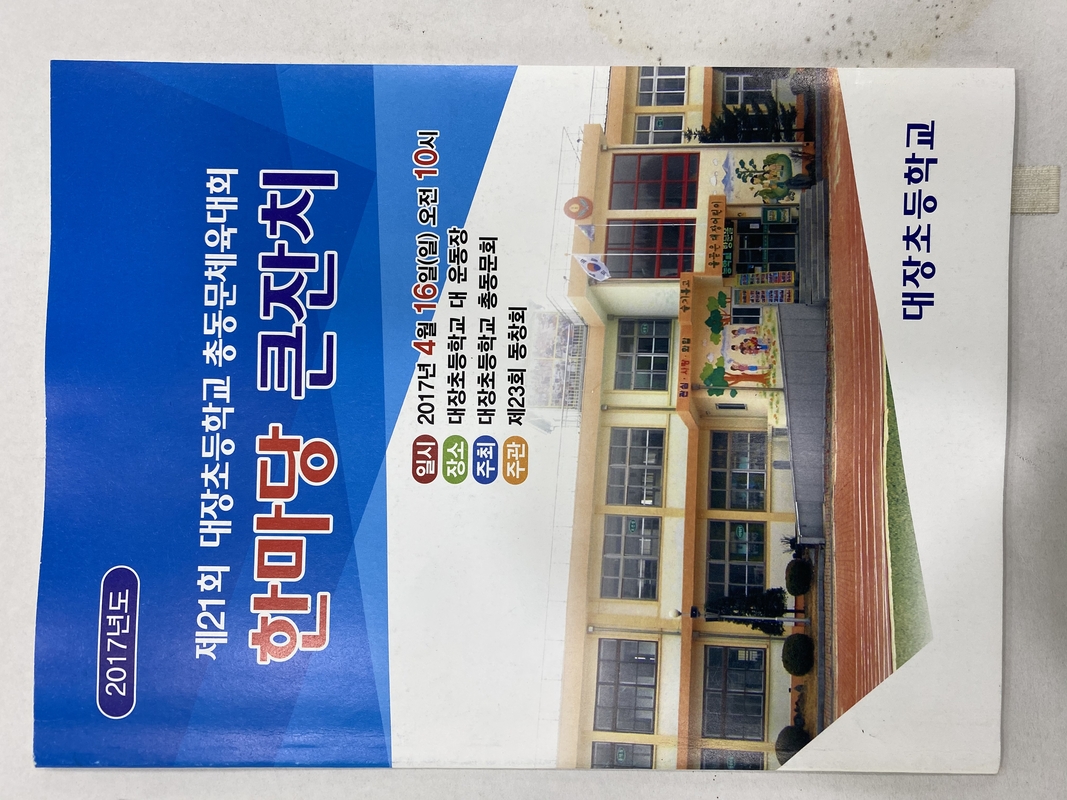 2017년도
제21회 대장초등학교 총동문체육대회
한마당 큰잔치
일시 2017년 4월 16일(일) 오전 10시
장소 대장초등학교 대 운동장
주최 대장초등학교 총동문회
주관 제23회 동창회
대장초등학교